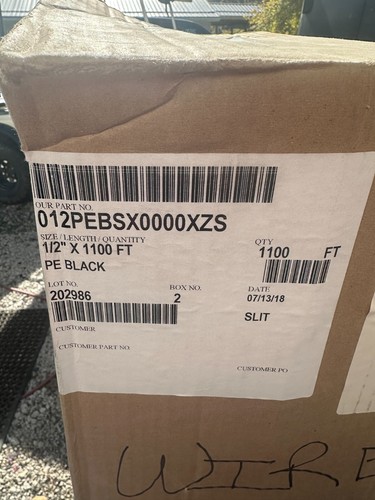 OUR PART NO.
012PEBSX0000XZS
SIZE / LENGTH / QUANTITY
1/2" X 1100 FT
QTY
1100 FT
PE BLACK
LOT NO.
202986
BOX NO.
2
DATE
07/13/18
SLIT
CUSTOMER
CUSTOMER PART NO
CUSTOMER PO
WIRE